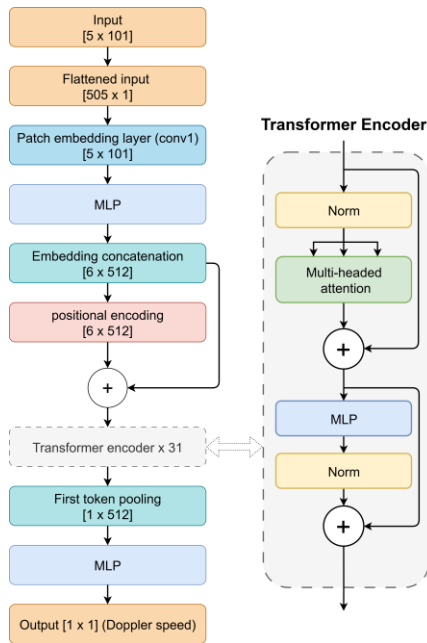 Input
[5 x 101]
Flattened input
[505 x 1]
Patch embedding layer (conv1)
[5 x 101]
MLP
Embedding concatenation
[6 x 512]
positional encoding
[6 x 512]
+
Transformer encoder x 31
First token pooling
[1 x 512]
MLP
Output [1 x 1] (Doppler speed)
Transformer Encoder
Norm
Multi-headed
attention
+
MLP
Norm
+